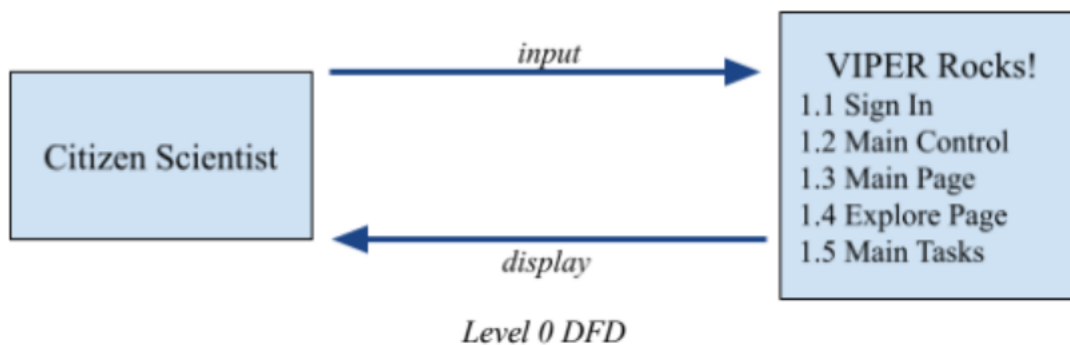 input
Citizen Scientist
display
VIPER Rocks!
1.1 Sign In
1.2 Main Control
1.3 Main Page
1.4 Explore Page
1.5 Main Tasks
Level 0 DFD